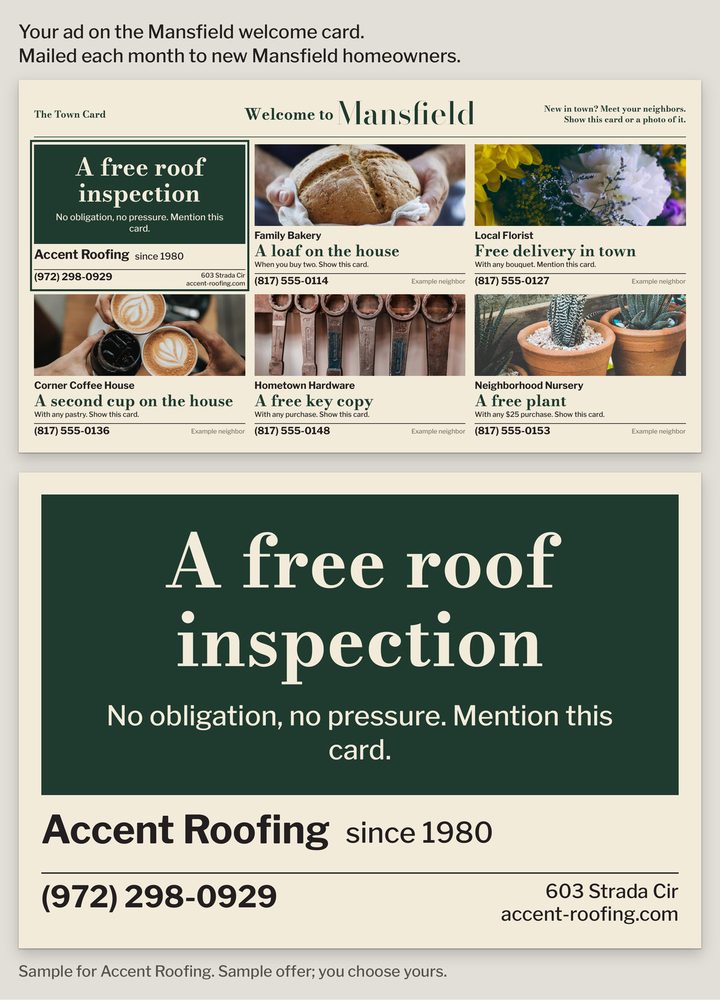 Your ad on the Mansfield welcome card.
Mailed each month to new Mansfield homeowners.
The Town Card
Welcome to Mansfield
New in town? Meet your neighbors.
Show this card or a photo of it.
A free roof
inspection
No obligation, no pressure. Mention this
card.
Accent Roofing since 1980
(972) 298-0929
603 Strada Cir
accent-roofing.com
Family Bakery
A loaf on the house
When you buy two. Show this card.
(817) 555-0114
Example neighbor
Local Florist
Free delivery in town
With any bouquet. Mention this card.
(817) 555-0127
Example neighbor
Corner Coffee House
A second cup on the house
With any pastry. Show this card.
(817) 555-0136
Example neighbor
Hometown Hardware
A free key copy
With any purchase. Show this card.
(817) 555-0148
Example neighbor
Neighborhood Nursery
A free plant
With any $25 purchase. Show this card.
(817) 555-0153
Example neighbor
A free roof
inspection
No obligation, no pressure. Mention this
card.
Accent Roofing since 1980
(972) 298-0929
603 Strada Cir
accent-roofing.com
Sample for Accent Roofing. Sample offer; you choose yours.